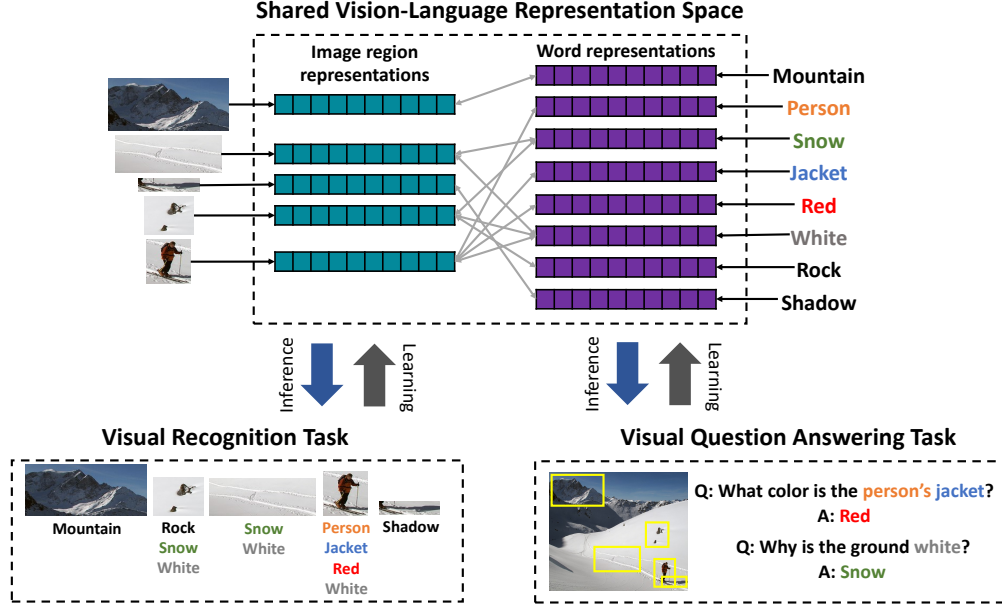 Shared Vision-Language Representation Space
Image region
representations
Word representations
Mountain
Person
Snow
Jacket
Red
White
Rock
Shadow
Inference
Learning
Inference
Learning
Visual Recognition Task
Mountain
Rock
Snow
White
Snow
White
Person
Jacket
Red
White
Shadow
Visual Question Answering Task
Q: What color is the person's jacket?
A: Red
Q: Why is the ground white?
A: Snow